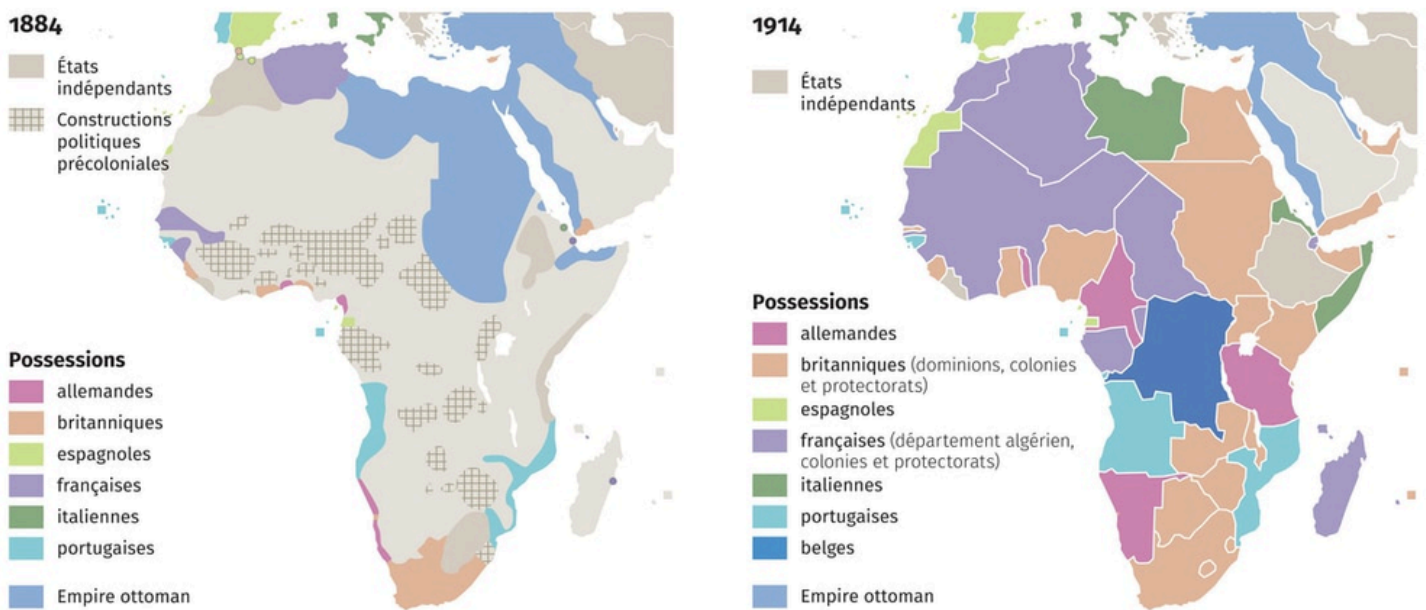 1884
États
indépendants
Constructions
politiques
précoloniales
Possessions
allemandes
britanniques
espagnoles
françaises
italiennes
portugaises
Empire ottoman
1914
États
indépendants
Possessions
allemandes
britanniques (dominions, colonies
et protectorats)
espagnoles
françaises (département algérien,
colonies et protectorats)
italiennes
portugaises
belges
Empire ottoman